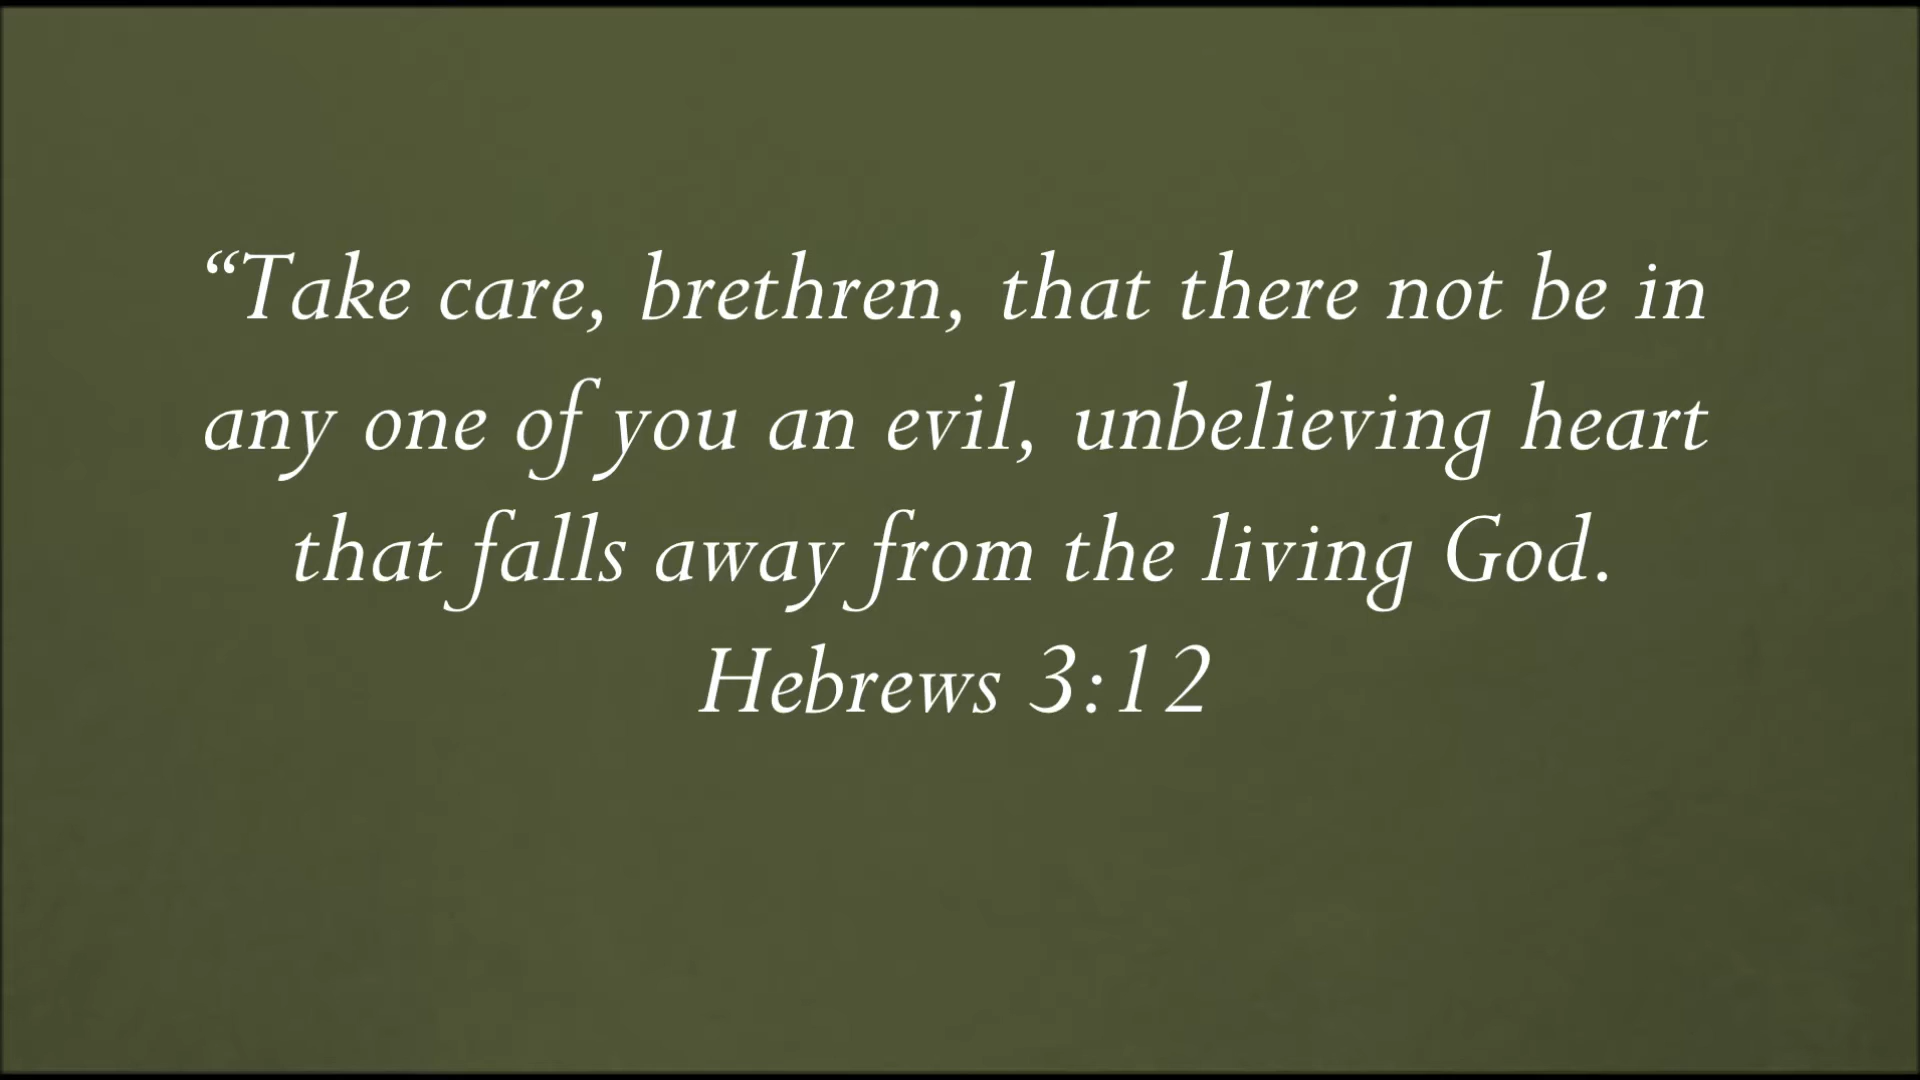 “Take care, brethren, that there not be in
any one of you an evil, unbelieving heart
that falls away from the living God.
Hebrews 3:12